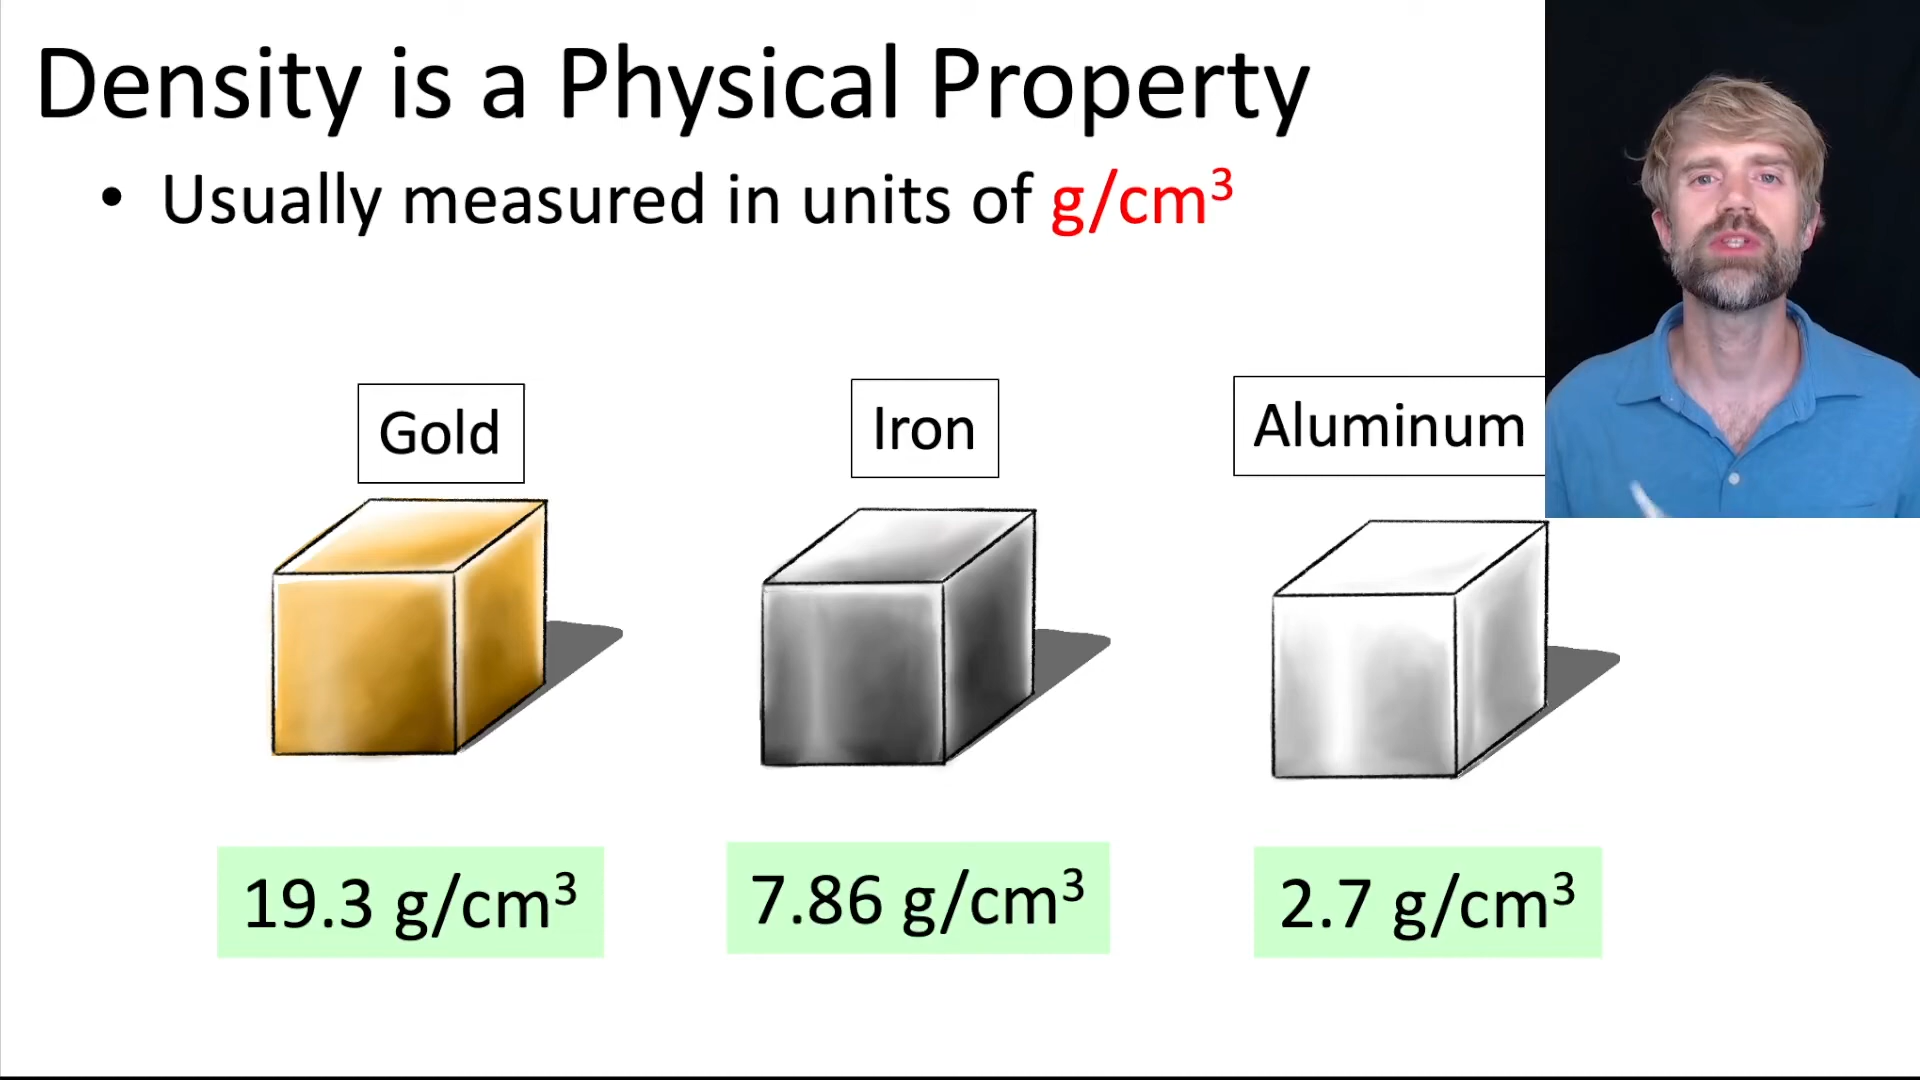 Density is a Physical Property
• Usually measured in units of g/cm³
Gold
Iron
Aluminum
19.3 g/cm³
7.86 g/cm³
2.7 g/cm³